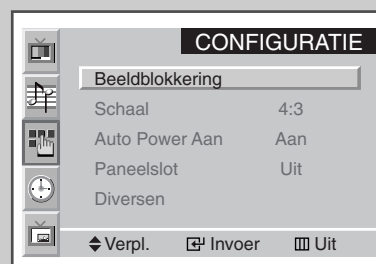 CONFIGURATIE
Beeldblokkering
Schaal 4:3
Auto Power Aan Aan
Paneelslot Uit
Diversen
Verpl. Invoer Uit